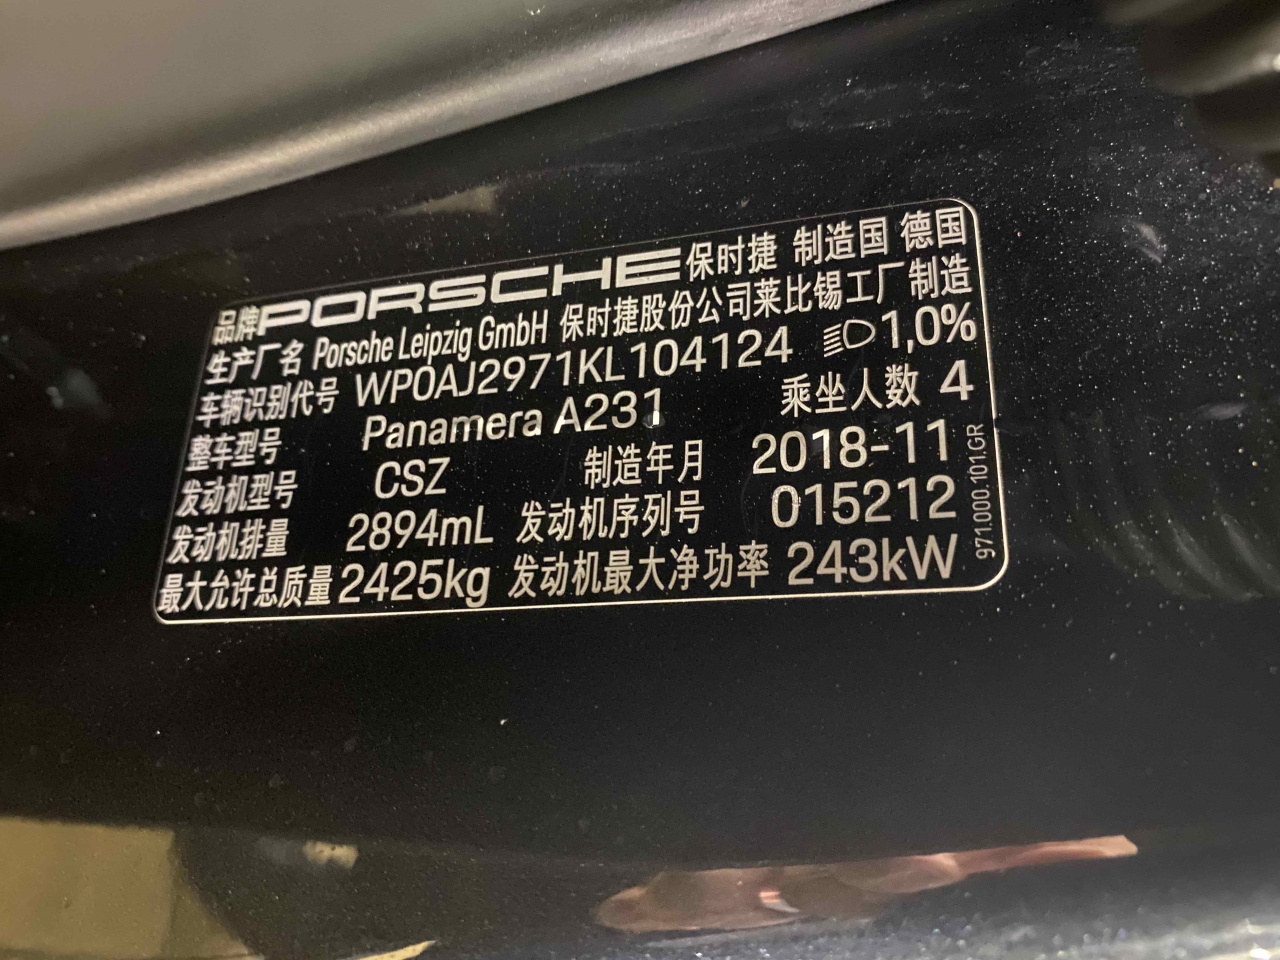 品牌 PORSCHE 保时捷 制造国 德国
生产厂名 Porsche Leipzig GmbH 保时捷股份公司莱比锡工厂制造
车辆识别代号 WP0AJ2971KL104124 1,0%
整车型号 Panamera A231 乘坐人数 4
发动机型号 CSZ 制造年月 2018-11
发动机排量 2894mL 发动机序列号 015212
最大允许总质量 2425kg 发动机最大净功率 243kW
971.000.101.GR